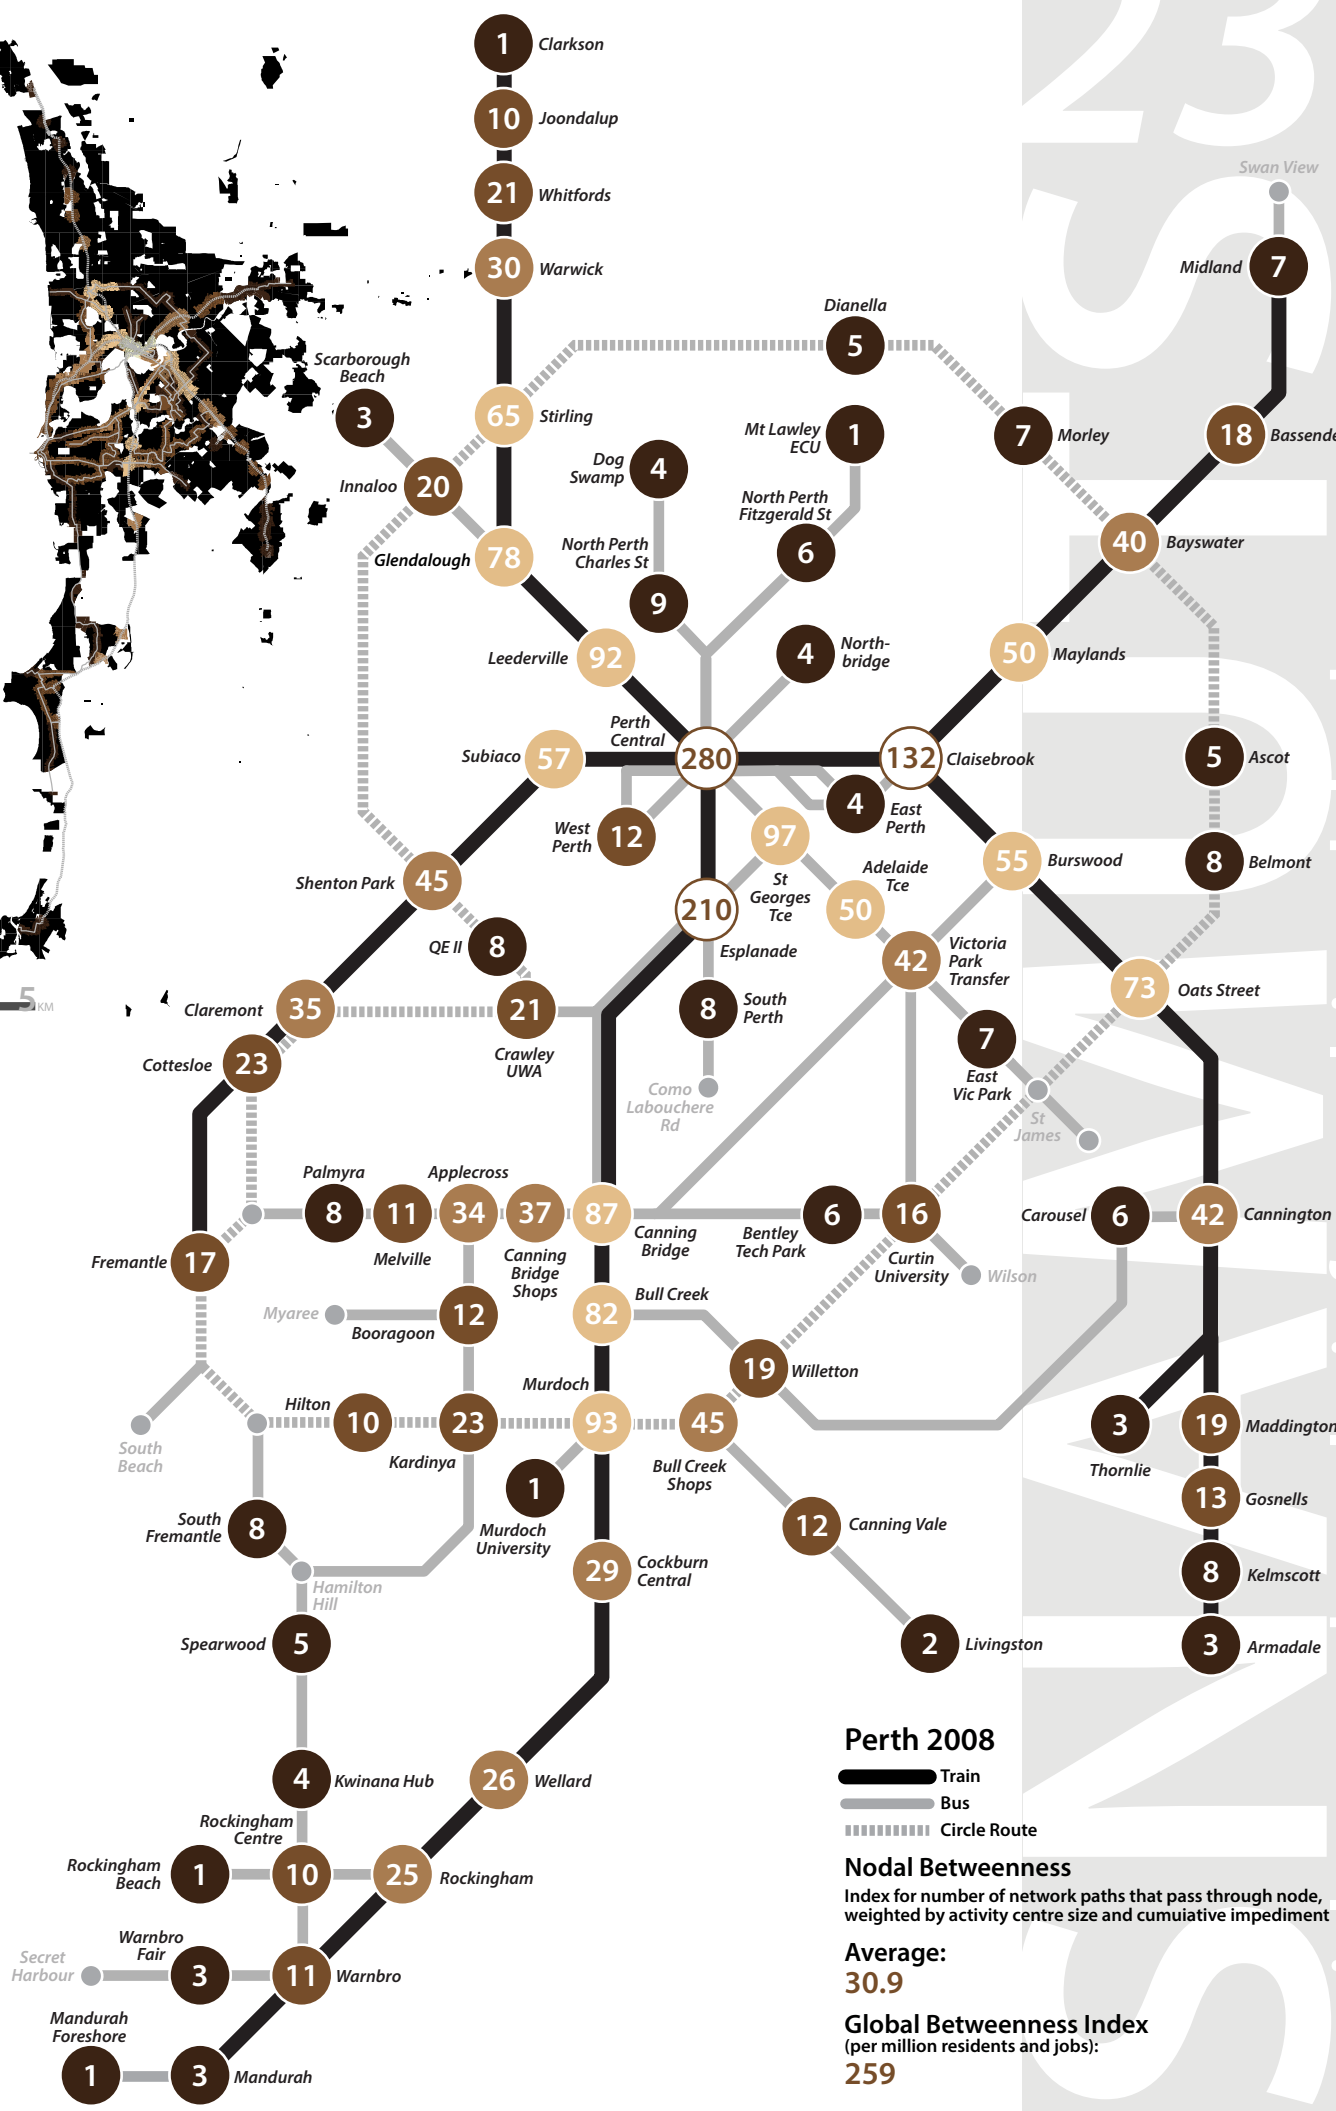 1 Clarkson
10 Joondalup
21 Whitfords
30 Warwick
Swan View
Midland 7
Dianella
5
Scarborough
Beach
3
65 Stirling
Mt Lawley
ECU
1
7 Morley
18 Bassende
Dog
Swamp
4
Innaloo 20
North Perth
Fitzgerald St
6
40 Bayswater
Glendalough 78
North Perth
Charles St
9
Leederville 92
4 North-
bridge
50 Maylands
Perth
Central
280
Subiaco 57
132 Claisebrook
5 Ascot
West
Perth
12
97
St
Georges
Tce
4 East
Perth
55 Burswood
8 Belmont
Shenton Park 45
Adelaide
Tce
50
210
Esplanade
QE II 8
42 Victoria
Park
Transfer
73 Oats Street
5 KM
Claremont 35
21
Crawley
UWA
8 South
Perth
Cottesloe 23
7
East
Vic Park
Como
Labouchere
Rd
St
James
Palmyra
8
11
Melville
Applecross
34
37
Canning
Bridge
Shops
87
Canning
Bridge
Bentley
Tech Park
6
16
Curtin
University
Wilson
Carousel 6
42 Cannington
Fremantle 17
Myaree
12
Booragoon
82 Bull Creek
19 Willetton
Hilton
10
23
Kardinya
Murdoch
93
45
Bull Creek
Shops
3
Thornlie
19 Maddington
South
Beach
1
Murdoch
University
13 Gosnells
South
Fremantle
8
12 Canning Vale
Hamilton
Hill
29 Cockburn
Central
8 Kelmscott
Spearwood 5
2 Livingston
3 Armadale
4 Kwinana Hub
26 Wellard
Rockingham
Centre
Rockingham
Beach
1
10
25 Rockingham
Warnbro
Fair
Secret
Harbour
3
11 Warnbro
Mandurah
Foreshore
1
3 Mandurah
Perth 2008
Train
Bus
Circle Route
Nodal Betweenness
Index for number of network paths that pass through node,
weighted by activity centre size and cumuiative impediment
Average:
30.9
Global Betweenness Index
(per million residents and jobs):
259
23